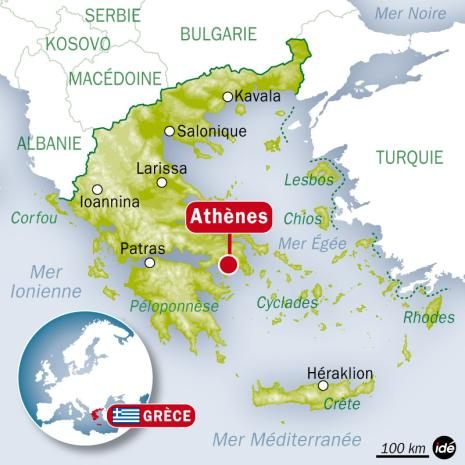 SERBIE
Mer Noire
BULGARIE
KOSOVO
MACÉDOINE
Kavala
Salonique
ALBANIE
TURQUIE
Larissa
Lesbos
Ioannina
Athènes
Corfou
Chios
Mer Égée
Patras
Mer
Ionienne
Péloponnèse
Cyclades
Rhodes
Héraklion
Crète
GRÈCE
Mer Méditerranée
100 km
idé